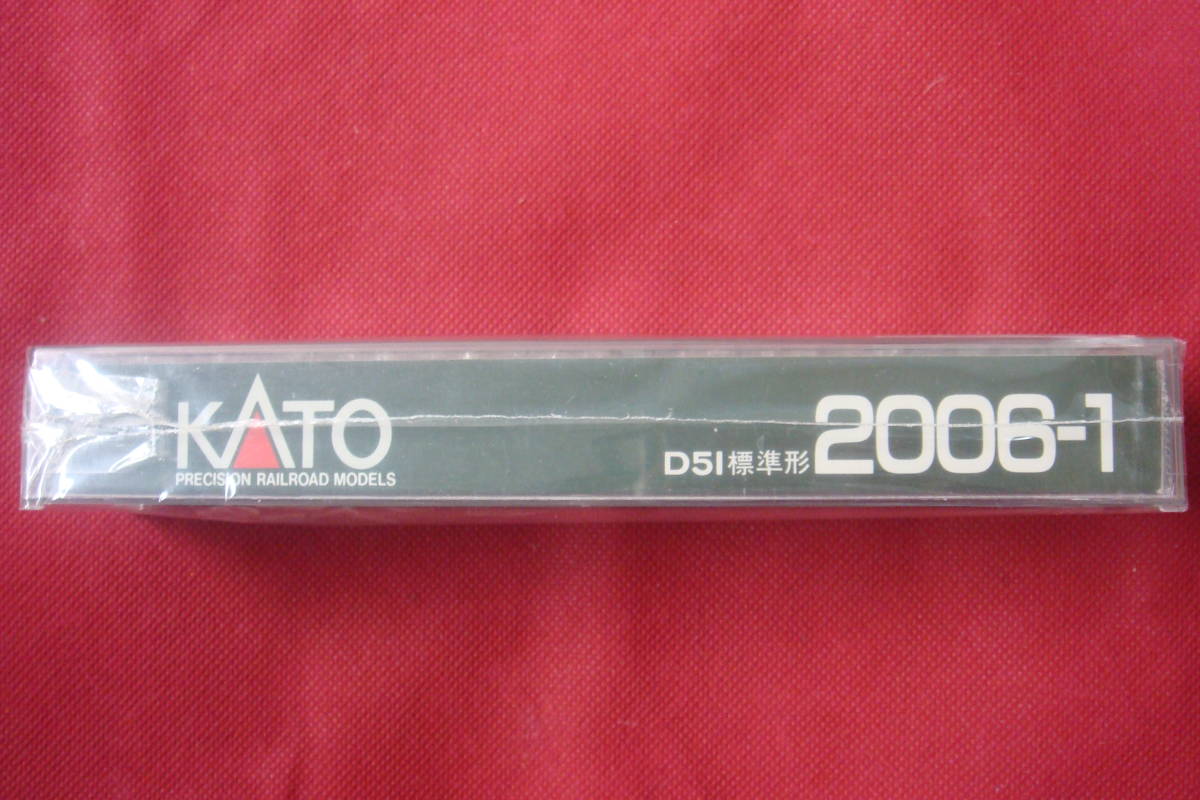 KATO
PRECISION RAILROAD MODELS
D51標準形 2006-1